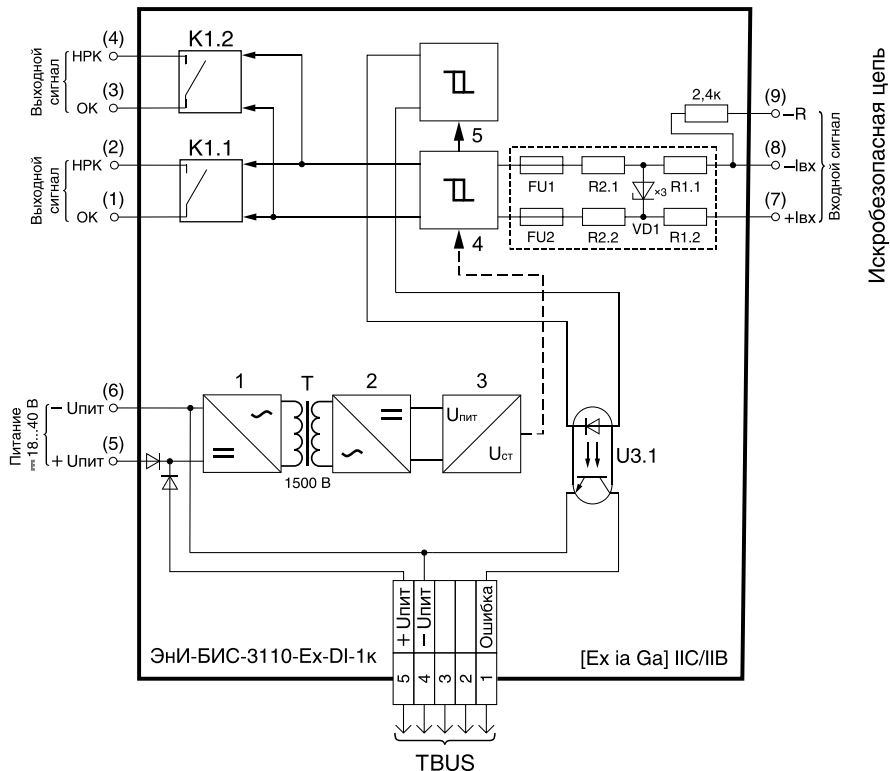 (4)
НРК
К1.2
Выходной
сигнал
(3)
ОК
(2)
НРК
К1.1
Выходной
сигнал
(1)
ОК
5
4
FU1
R2.1
R1.1
×3
VD1
FU2
R2.2
R1.2
2,4к
(9)
–R
(8)
–Iвх
(7)
+Iвх
Входной сигнал
Искробезопасная цепь
Питание
18...40 В
(6)
– Uпит
(5)
+ Uпит
1
T
2
3
1500 В
Uпит
Uст
U3.1
+ Uпит
– Uпит
Ошибка
5
4
3
2
1
ЭнИ-БИС-3110-Ex-DI-1к
[Ex ia Ga] IIC/IIB
TBUS